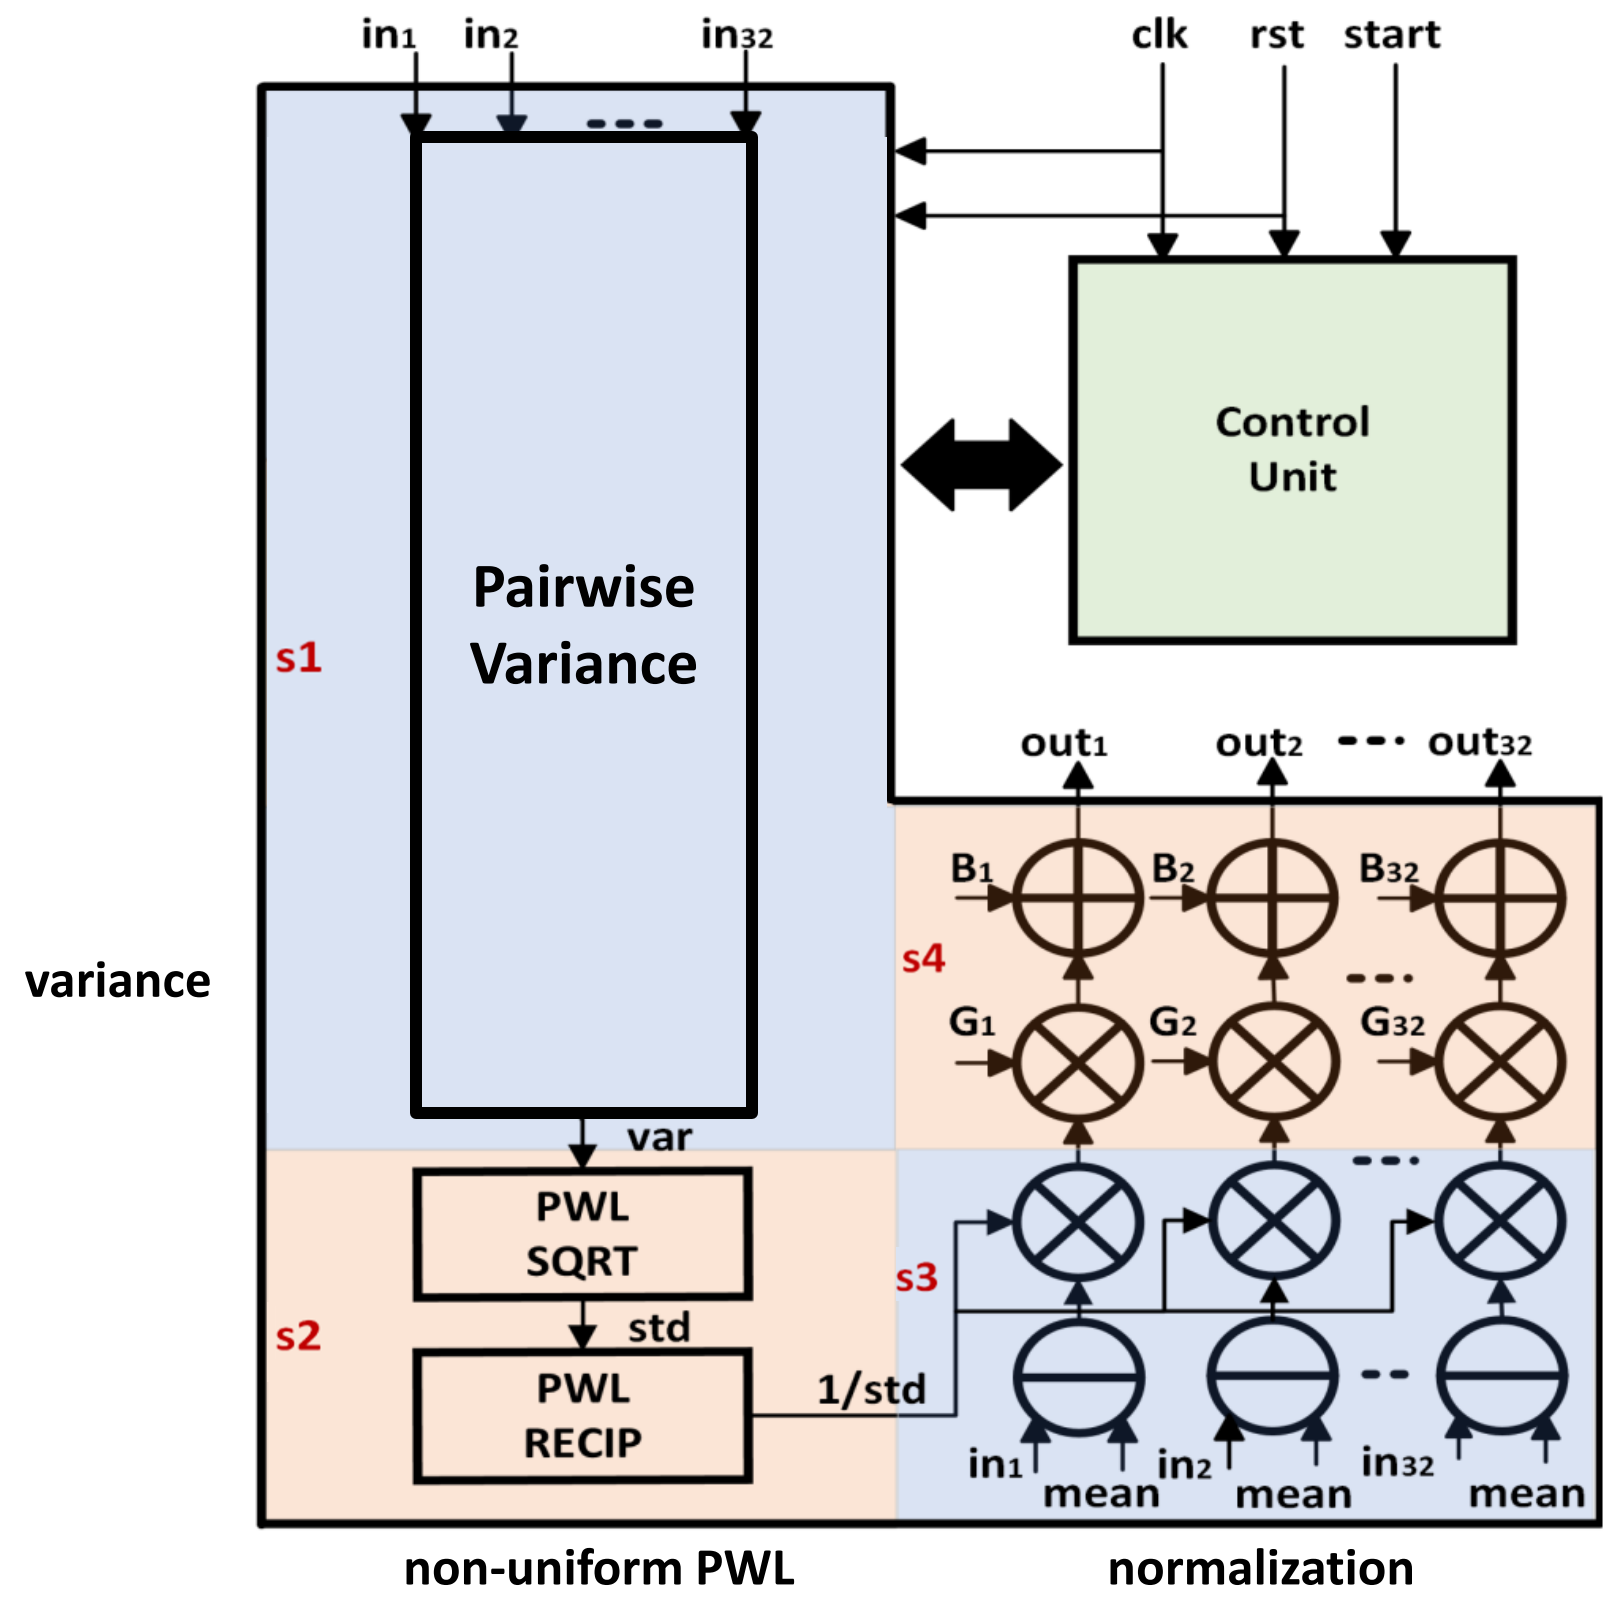 in1 in2 in32 clk rst start
Control
Unit
Pairwise
Variance
s1
out1 out2 out32
B1 B2 B32
s4
variance
G1 G2 G32
var
PWL
SQRT
s3
std
s2
PWL
RECIP
1/std
in1 in2 in32
mean mean mean
non-uniform PWL normalization